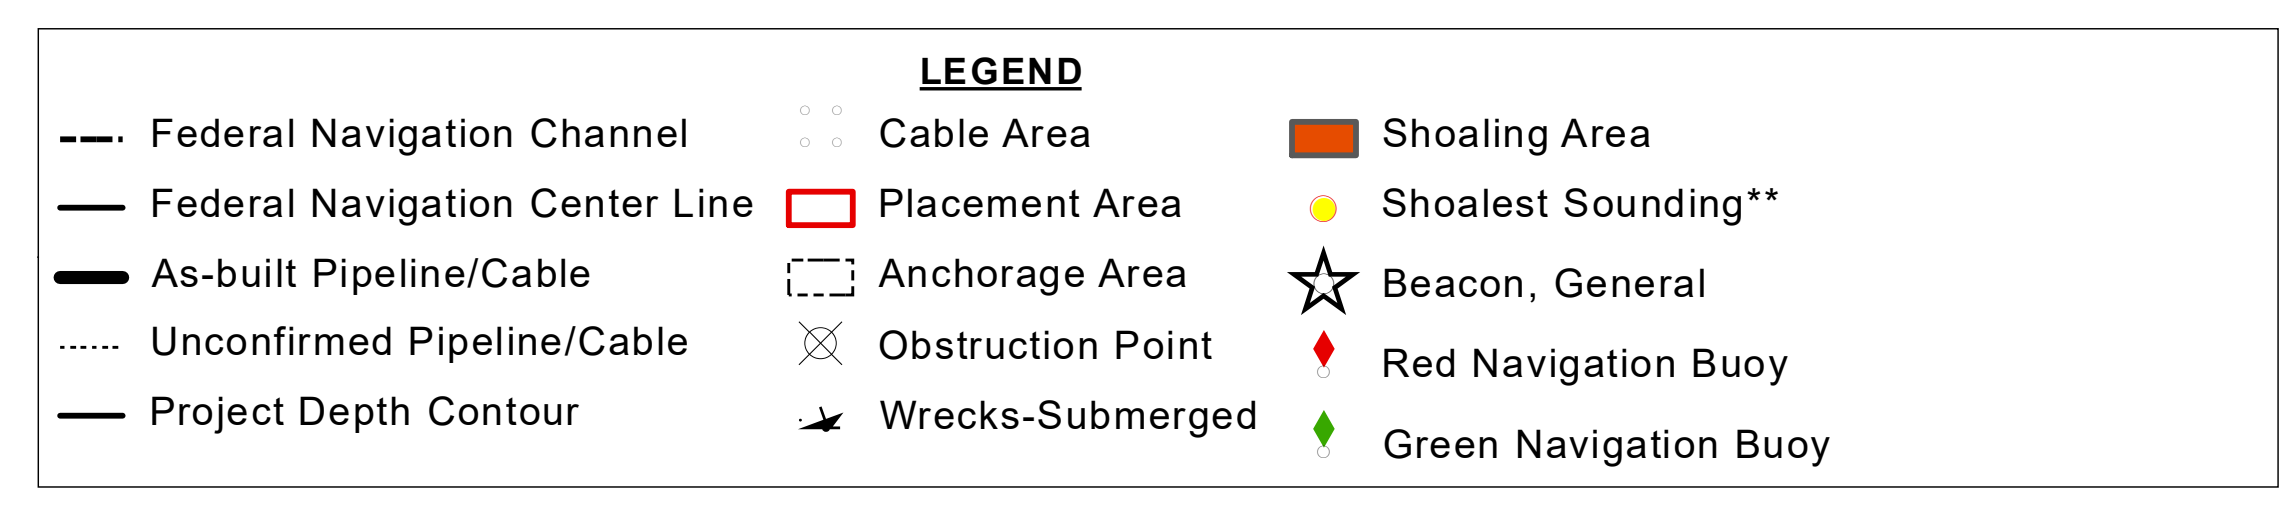 LEGEND
Federal Navigation Channel
Federal Navigation Center Line
As-built Pipeline/Cable
Unconfirmed Pipeline/Cable
Project Depth Contour
Cable Area
Placement Area
Anchorage Area
Obstruction Point
Wrecks-Submerged
Shoaling Area
Shoalest Sounding**
Beacon, General
Red Navigation Buoy
Green Navigation Buoy